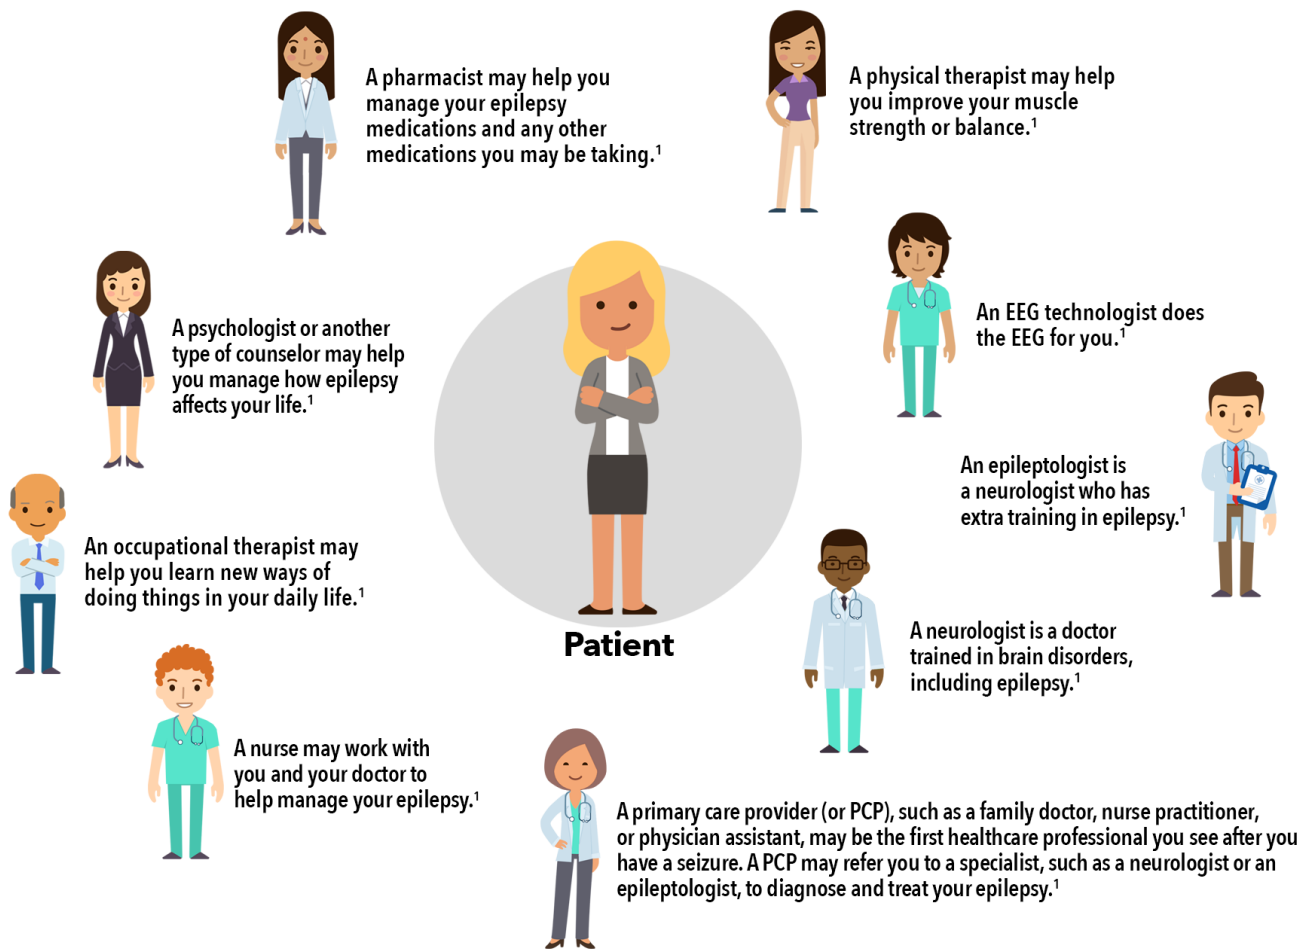 A pharmacist may help you
manage your epilepsy
medications and any other
medications you may be taking.¹
A physical therapist may help
you improve your muscle
strength or balance.¹
A psychologist or another
type of counselor may help
you manage how epilepsy
affects your life.¹
An EEG technologist does
the EEG for you.¹
An epileptologist is
a neurologist who has
extra training in epilepsy.¹
An occupational therapist may
help you learn new ways of
doing things in your daily life.¹
Patient
A neurologist is a doctor
trained in brain disorders,
including epilepsy.¹
A nurse may work with
you and your doctor to
help manage your epilepsy.¹
A primary care provider (or PCP), such as a family doctor, nurse practitioner,
or physician assistant, may be the first healthcare professional you see after you
have a seizure. A PCP may refer you to a specialist, such as a neurologist or an
epileptologist, to diagnose and treat your epilepsy.¹